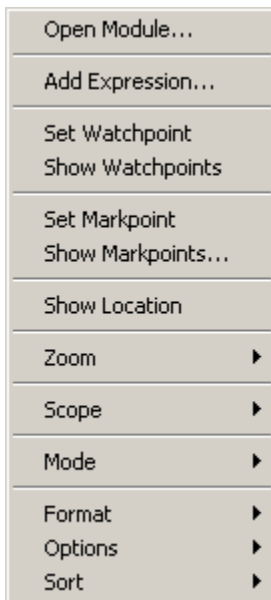 Open Module...
Add Expression...
Set Watchpoint
Show Watchpoints
Set Markpoint
Show Markpoints...
Show Location
Zoom
Scope
Mode
Format
Options
Sort